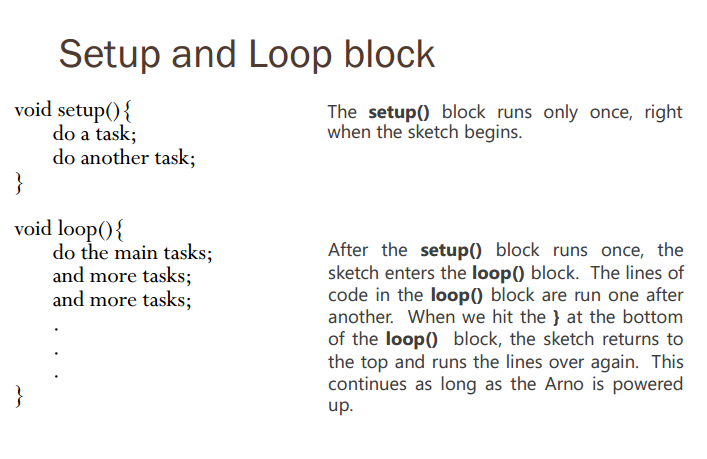 Setup and Loop block
void setup(){
do a task;
do another task;
}
The setup() block runs only once, right
when the sketch begins.
void loop(){
do the main tasks;
and more tasks;
and more tasks;
.
.
.
}
After the setup() block runs once, the
sketch enters the loop() block. The lines of
code in the loop() block are run one after
another. When we hit the } at the bottom
of the loop() block, the sketch returns to
the top and runs the lines over again. This
continues as long as the Arno is powered
up.